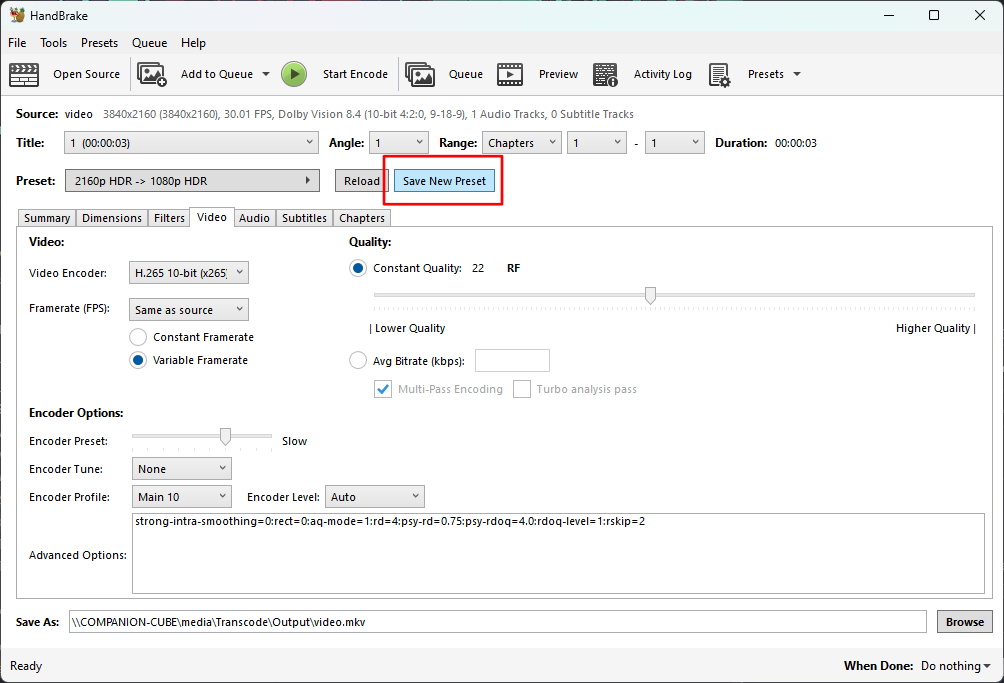 HandBrake
File Tools Presets Queue Help
Open Source Add to Queue Start Encode Queue Preview Activity Log Presets
Source: video 3840x2160 (3840x2160), 30.01 FPS, Dolby Vision 8.4 (10-bit 4:2:0, 9-18-9), 1 Audio Tracks, 0 Subtitle Tracks
Title: 1 (00:00:03) Angle: 1 Range: Chapters 1 - 1 Duration: 00:00:03
Preset: 2160p HDR -> 1080p HDR Reload Save New Preset
Summary Dimensions Filters Video Audio Subtitles Chapters
Video: Quality:
Video Encoder: H.265 10-bit (x265) Constant Quality: 22 RF
Framerate (FPS): Same as source
| Lower Quality Higher Quality |
Constant Framerate
Variable Framerate Avg Bitrate (kbps):
Multi-Pass Encoding Turbo analysis pass
Encoder Options:
Encoder Preset: Slow
Encoder Tune: None
Encoder Profile: Main 10 Encoder Level: Auto
strong-intra-smoothing=0:rect=0:aq-mode=1:rd=4:psy-rd=0.75:psy-rdoq=4.0:rdoq-level=1:rskip=2
Advanced Options:
Save As: \\COMPANION-CUBE\media\Transcode\Output\video.mkv Browse
Ready When Done: Do nothing